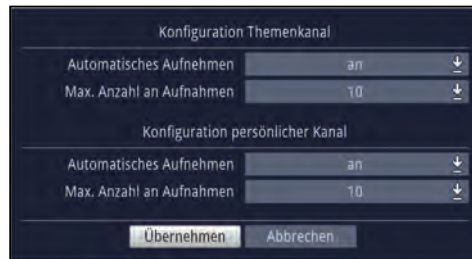 Konfiguration Themenkanal
Automatisches Aufnehmen an
Max. Anzahl an Aufnahmen 10
Konfiguration persönlicher Kanal
Automatisches Aufnehmen an
Max. Anzahl an Aufnahmen 10
Übernehmen Abbrechen